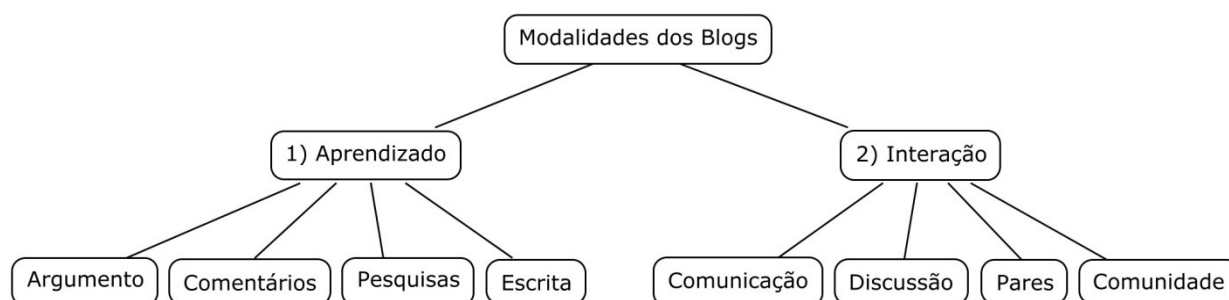 Modalidades dos Blogs
1) Aprendizado
2) Interação
Argumento
Comentários
Pesquisas
Escrita
Comunicação
Discussão
Pares
Comunidade